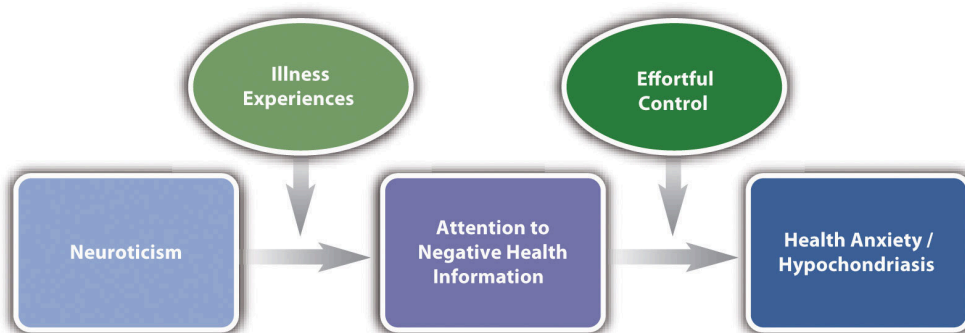 Illness
Experiences
Effortful
Control
Neuroticism
Attention to
Negative Health
Information
Health Anxiety /
Hypochondriasis